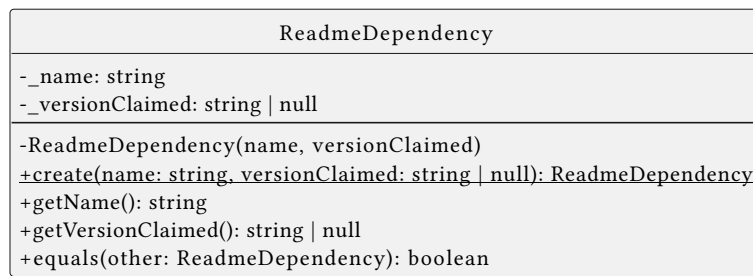 ReadmeDependency
-_name: string
-_versionClaimed: string | null
-ReadmeDependency(name, versionClaimed)
+create(name: string, versionClaimed: string | null): ReadmeDependency
+getName(): string
+getVersionClaimed(): string | null
+equals(other: ReadmeDependency): boolean